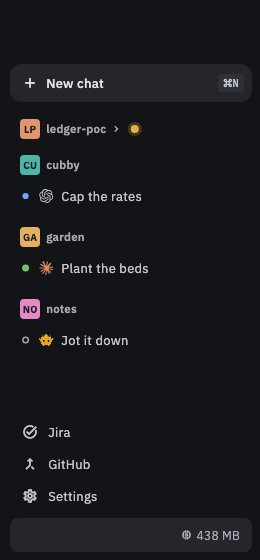 New chat ⌘N
LP ledger-poc
CU cubby
Cap the rates
GA garden
Plant the beds
NO notes
Jot it down
Jira
GitHub
Settings
438 MB